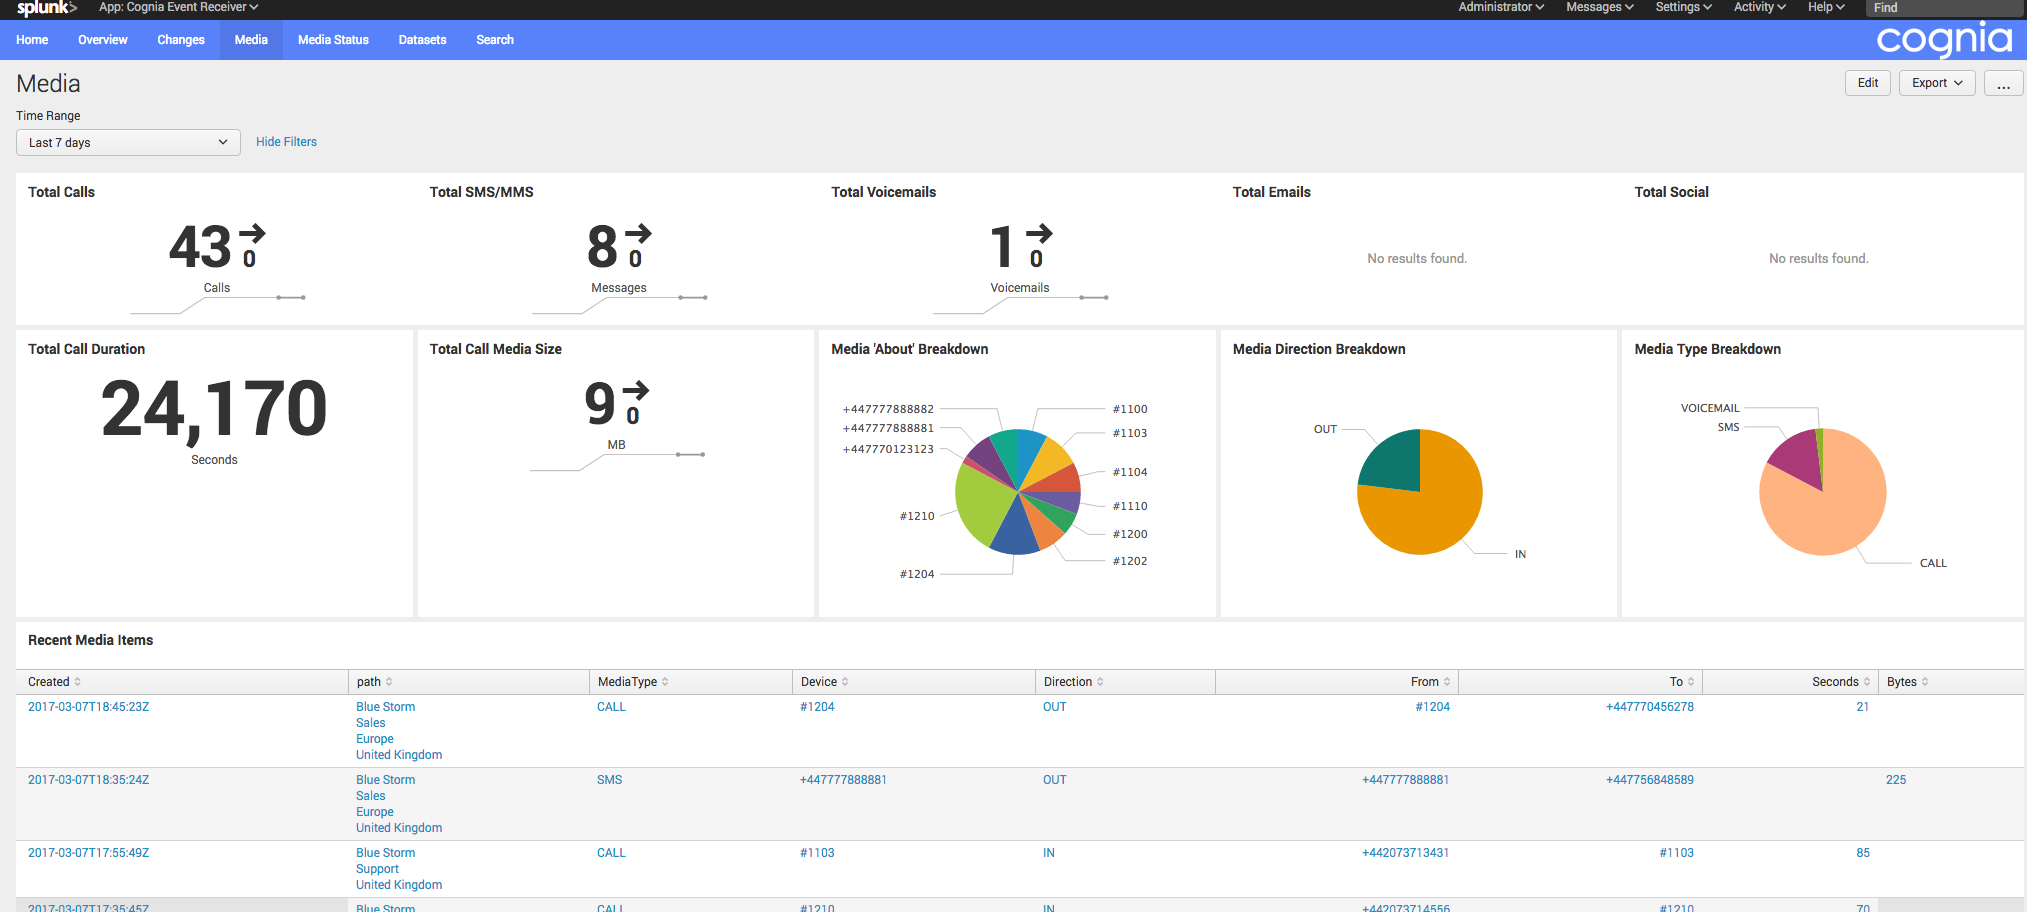 splunk> App: Cognia Event Receiver Administrator Messages Settings Activity Help Find
Home Overview Changes Media Media Status Datasets Search cognia
Media Edit Export ...
Time Range
Last 7 days Hide Filters
Total Calls Total SMS/MMS Total Voicemails Total Emails Total Social
43 0 8 0 1 0 No results found. No results found.
Calls Messages Voicemails
Total Call Duration Total Call Media Size Media 'About' Breakdown Media Direction Breakdown Media Type Breakdown
24,170
Seconds
9 0
MB
+447777888882 #1100
+447777888881 #1103
+447770123123 #1104
#1110
#1210 #1200
#1202
#1204
OUT
IN
VOICEMAIL
SMS
CALL
Recent Media Items
Created path MediaType Device Direction From To Seconds Bytes
2017-03-07T18:45:23Z Blue Storm CALL #1204 OUT #1204 +447770456278 21
Sales
Europe
United Kingdom
2017-03-07T18:35:24Z Blue Storm SMS +447777888881 OUT +447777888881 +447756848589 225
Sales
Europe
United Kingdom
2017-03-07T17:55:49Z Blue Storm CALL #1103 IN +442073713431 #1103 85
Support
United Kingdom
2017-03-07T17:35:45Z Blue Storm CALL #1210 IN +442073714556 #1210 70